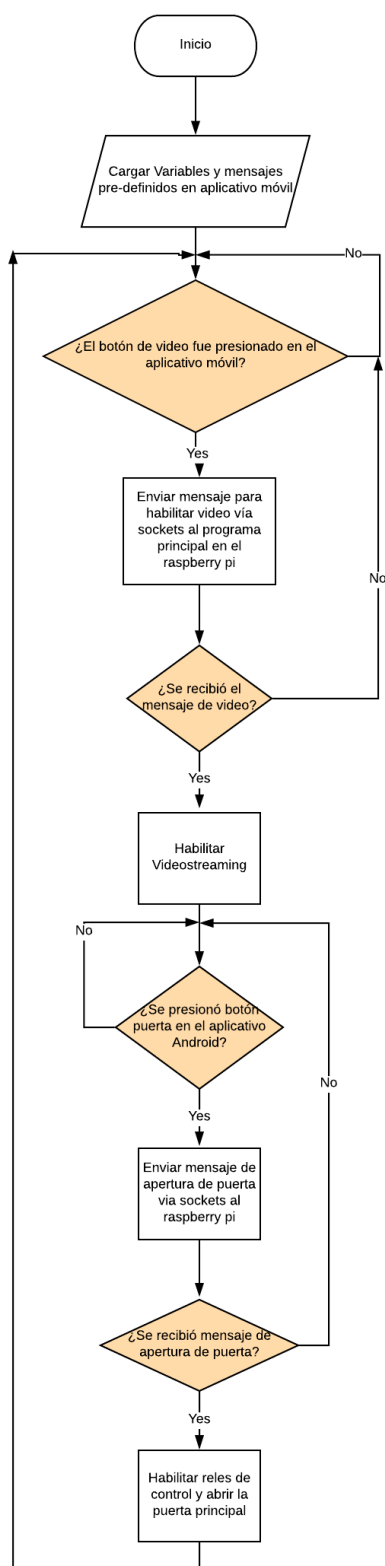 Inicio
Cargar Variables y mensajes
pre-definidos en aplicativo móvil
No
¿El botón de video fue presionado en el
aplicativo móvil?
Yes
Enviar mensaje para
habilitar video vía
sockets al programa
principal en el
raspberry pi
No
¿Se recibió el
mensaje de video?
Yes
Habilitar
Videostreaming
No
¿Se presionó botón
puerta en el aplicativo
Android?
No
Yes
Enviar mensaje de
apertura de puerta
via sockets al
raspberry pi
¿Se recibió mensaje de
apertura de puerta?
Yes
Habilitar reles de
control y abrir la
puerta principal